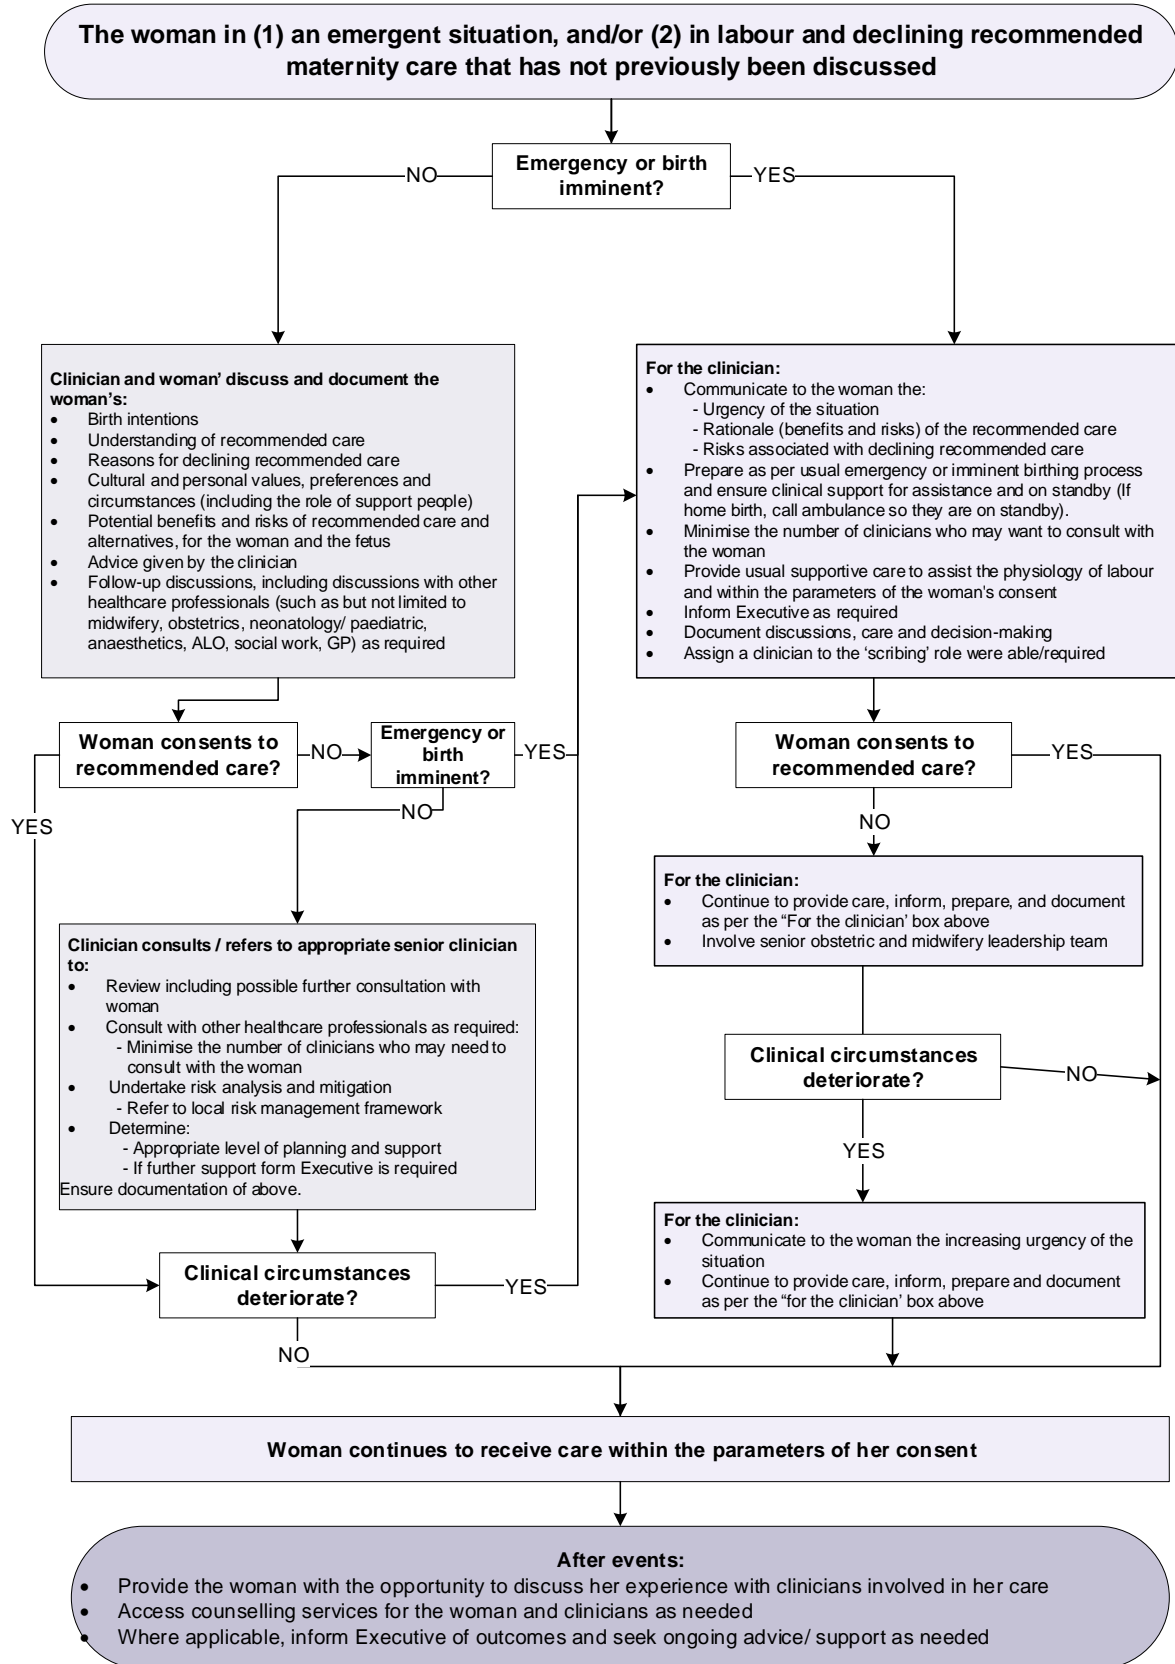 The woman in (1) an emergent situation, and/or (2) in labour and declining recommended
maternity care that has not previously been discussed
Emergency or birth
imminent?
NO
YES
Clinician and woman’ discuss and document the
woman’s:
• Birth intentions
• Understanding of recommended care
• Reasons for declining recommended care
• Cultural and personal values, preferences and
circumstances (including the role of support people)
• Potential benefits and risks of recommended care and
alternatives, for the woman and the fetus
• Advice given by the clinician
• Follow-up discussions, including discussions with other
healthcare professionals (such as but not limited to
midwifery, obstetrics, neonatology/ paediatric,
anaesthetics, ALO, social work, GP) as required
For the clinician:
• Communicate to the woman the:
- Urgency of the situation
- Rationale (benefits and risks) of the recommended care
- Risks associated with declining recommended care
• Prepare as per usual emergency or imminent birthing process
and ensure clinical support for assistance and on standby (If
home birth, call ambulance so they are on standby).
• Minimise the number of clinicians who may want to consult with
the woman
• Provide usual supportive care to assist the physiology of labour
and within the parameters of the woman's consent
• Inform Executive as required
• Document discussions, care and decision-making
• Assign a clinician to the ‘scribing’ role were able/required
Woman consents to
recommended care?
NO
Emergency or
birth
imminent?
YES
YES
NO
Woman consents to
recommended care?
YES
NO
Clinician consults / refers to appropriate senior clinician
to:
• Review including possible further consultation with
woman
• Consult with other healthcare professionals as required:
- Minimise the number of clinicians who may need to
consult with the woman
• Undertake risk analysis and mitigation
- Refer to local risk management framework
• Determine:
- Appropriate level of planning and support
- If further support form Executive is required
Ensure documentation of above.
For the clinician:
• Continue to provide care, inform, prepare, and document
as per the “For the clinician’ box above
• Involve senior obstetric and midwifery leadership team
Clinical circumstances
deteriorate?
NO
YES
For the clinician:
• Communicate to the woman the increasing urgency of the
situation
• Continue to provide care, inform, prepare and document
as per the “for the clinician’ box above
Clinical circumstances
deteriorate?
YES
NO
Woman continues to receive care within the parameters of her consent
After events:
• Provide the woman with the opportunity to discuss her experience with clinicians involved in her care
• Access counselling services for the woman and clinicians as needed
• Where applicable, inform Executive of outcomes and seek ongoing advice/ support as needed